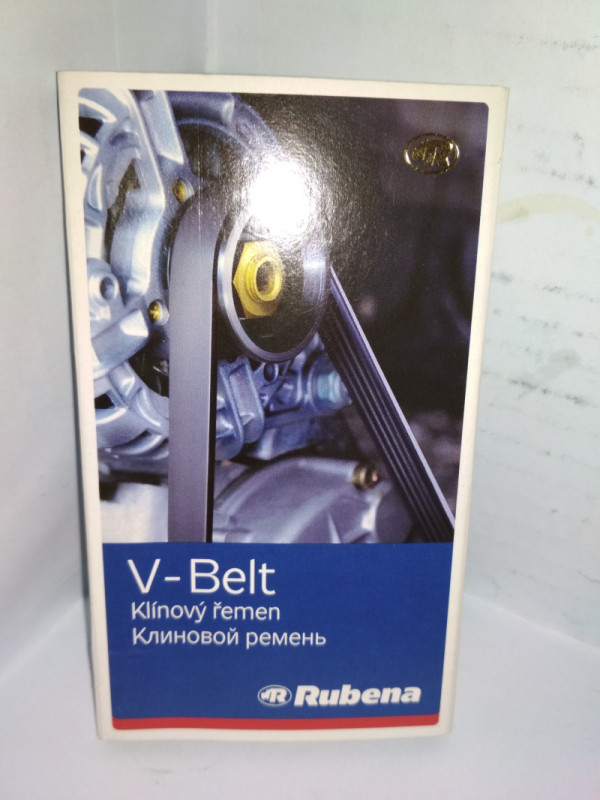 V-Belt
Klínový řemen
Клиновой ремень
Rubena